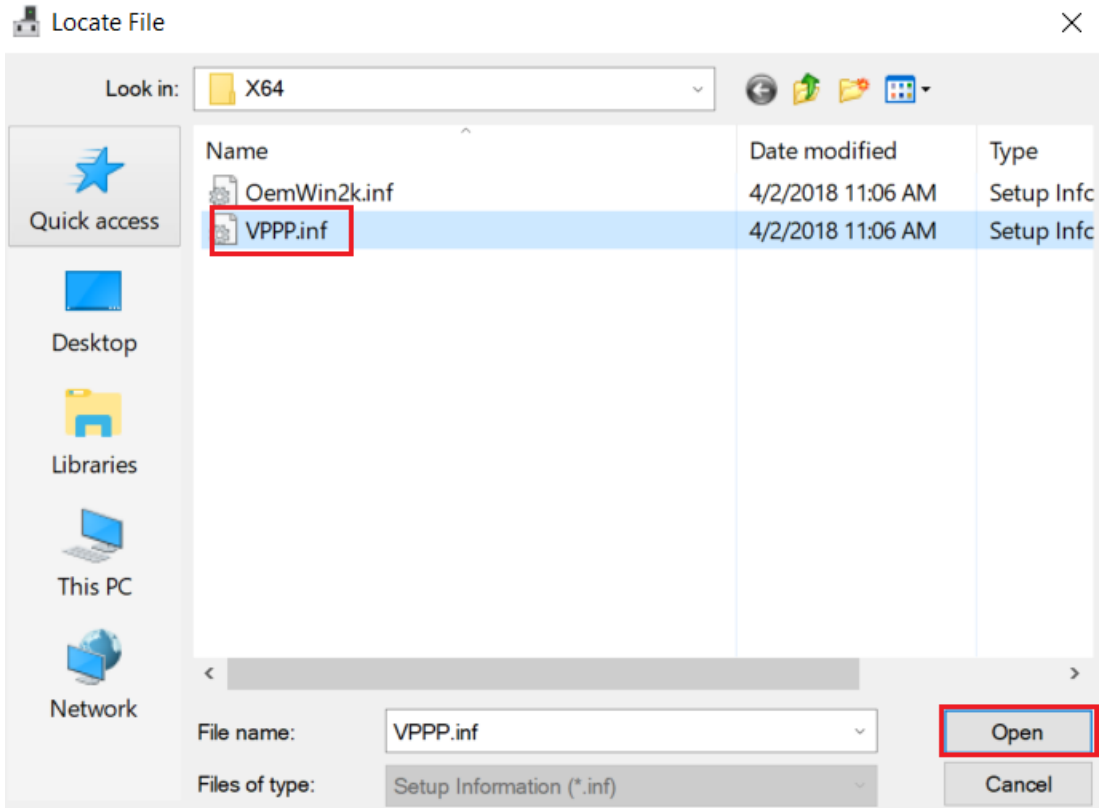 Locate File
Look in: X64
Name Date modified Type
OemWin2k.inf 4/2/2018 11:06 AM Setup Infc
VPPP.inf 4/2/2018 11:06 AM Setup Infc
Quick access
Desktop
Libraries
This PC
Network
File name: VPPP.inf Open
Files of type: Setup Information (*.inf) Cancel